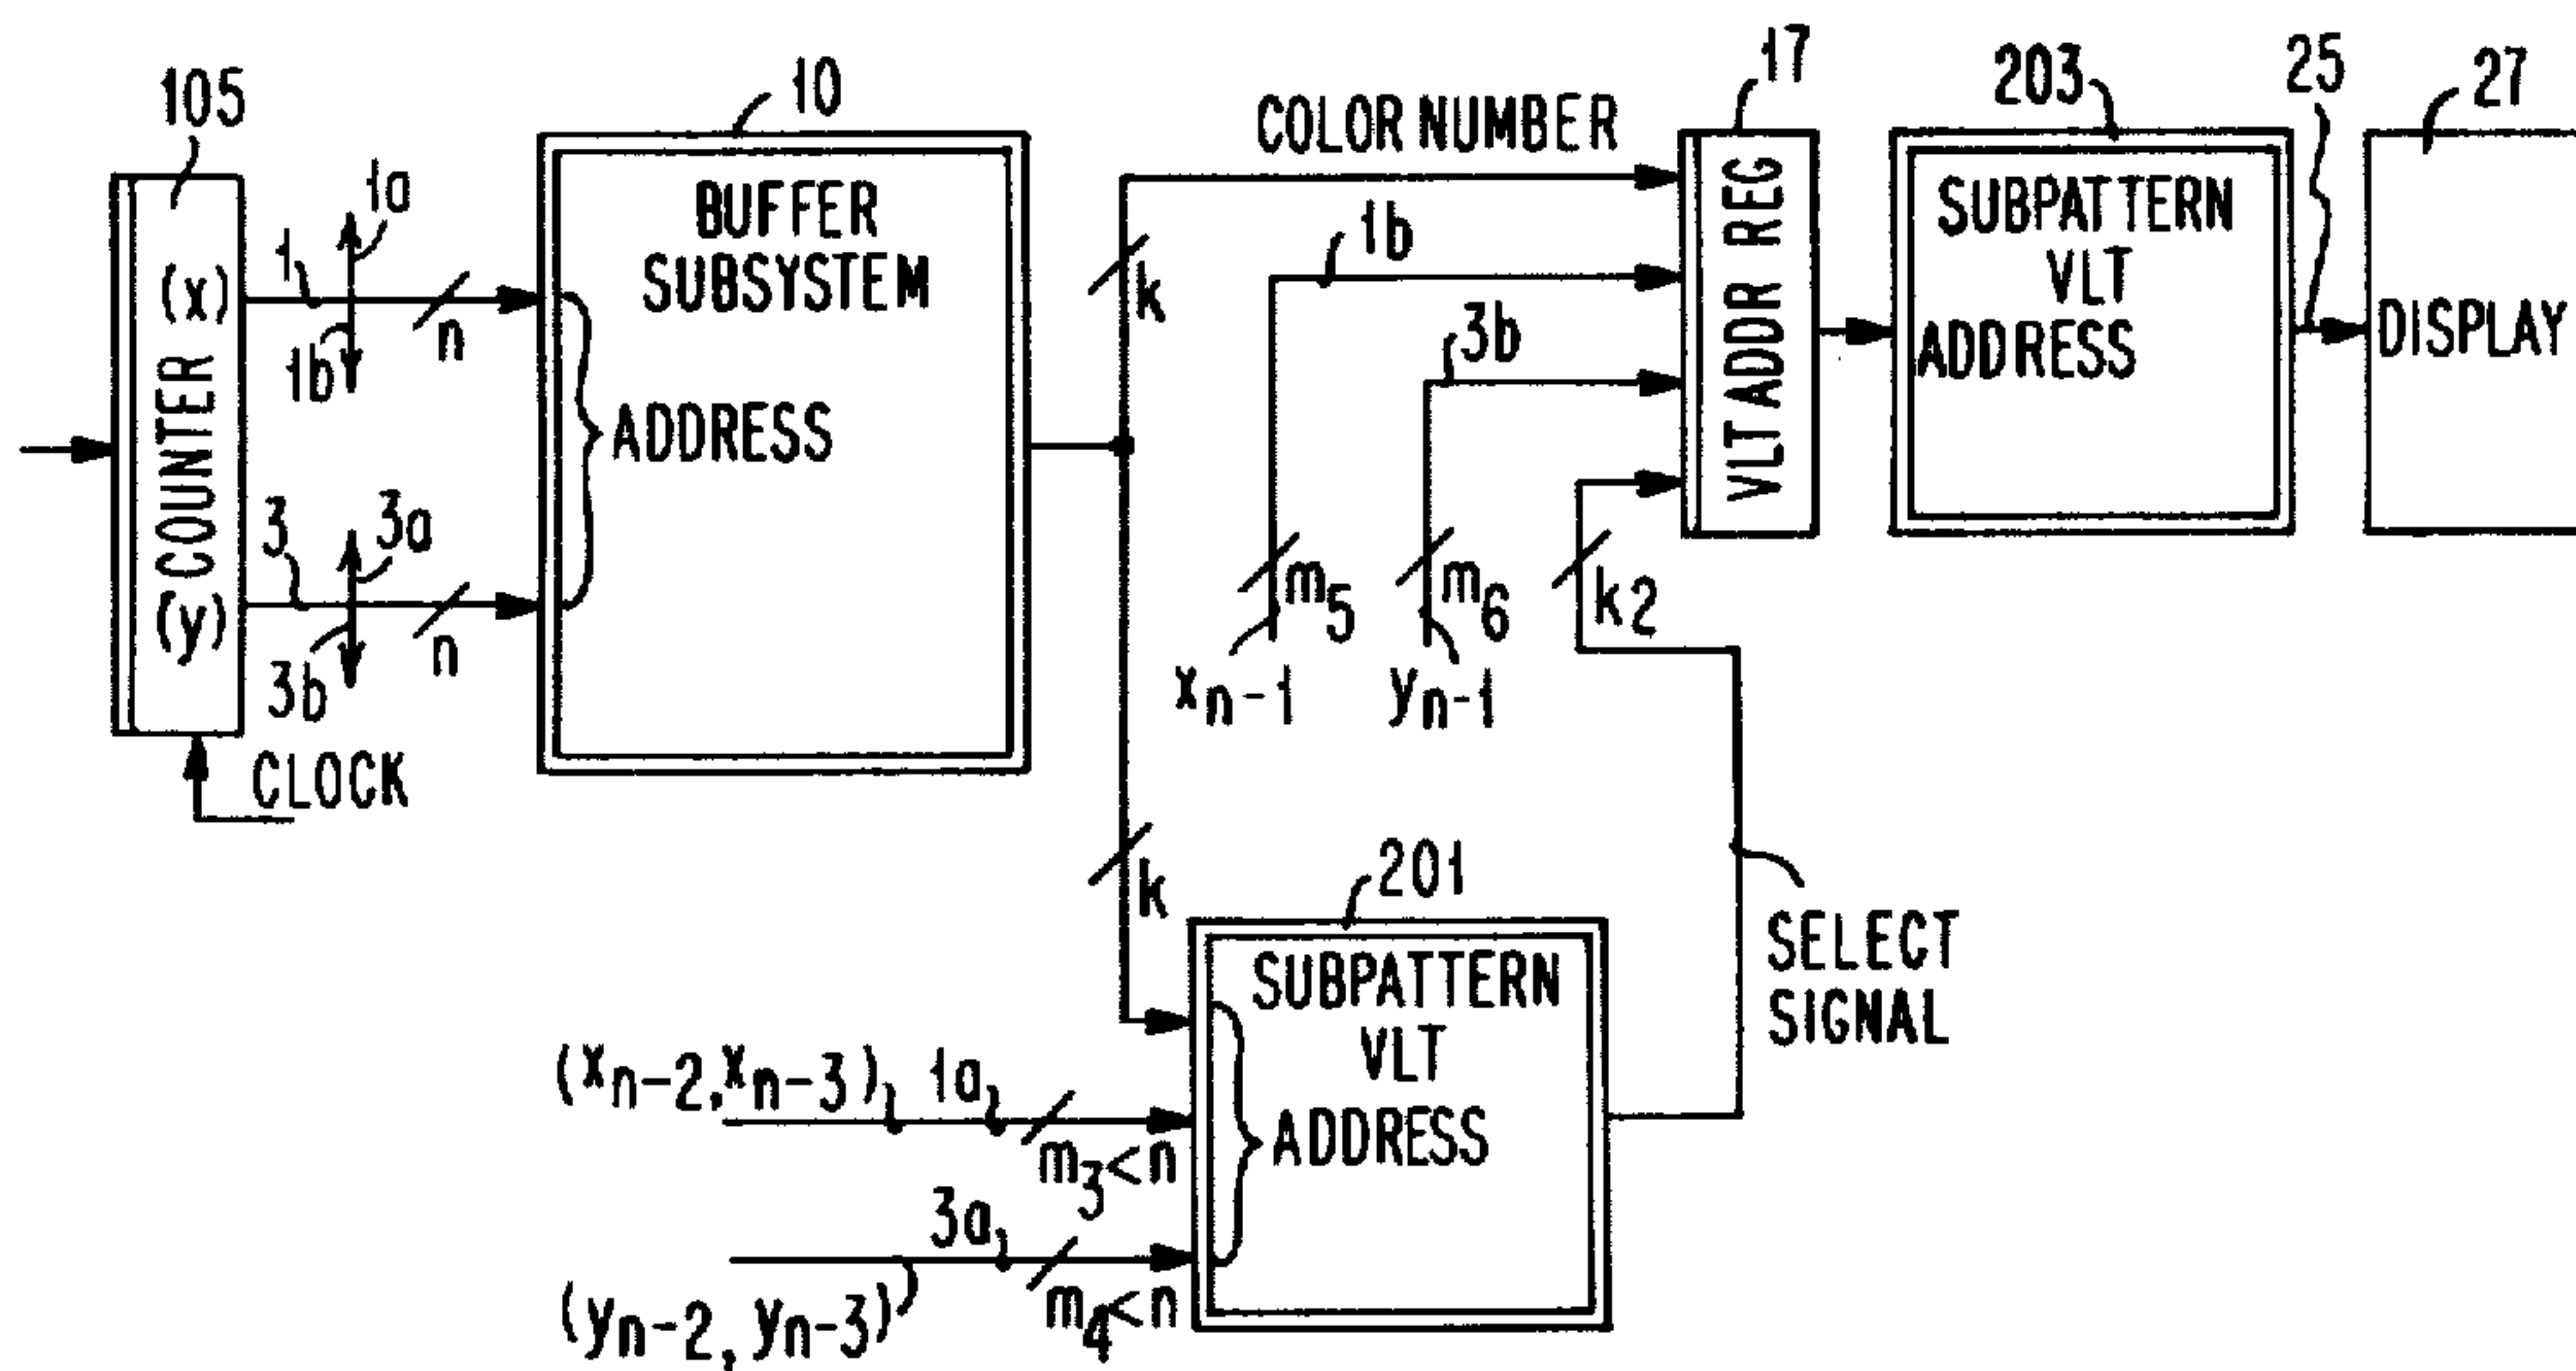 105
10
COLOR NUMBER
17
203
25
27
1a
1
1b
(x)
n
COUNTER
3
3a
(y)
3b
n
CLOCK
BUFFER
SUBSYSTEM
ADDRESS
k
1b
3b
m5
m6
k2
xn-1
yn-1
VLT ADDR REG
SUBPATTERN
VLT
ADDRESS
DISPLAY
k
201
SUBPATTERN
VLT
ADDRESS
SELECT
SIGNAL
(xn-2,xn-3)
1a
m3<n
3a
(yn-2, yn-3)
m4<n